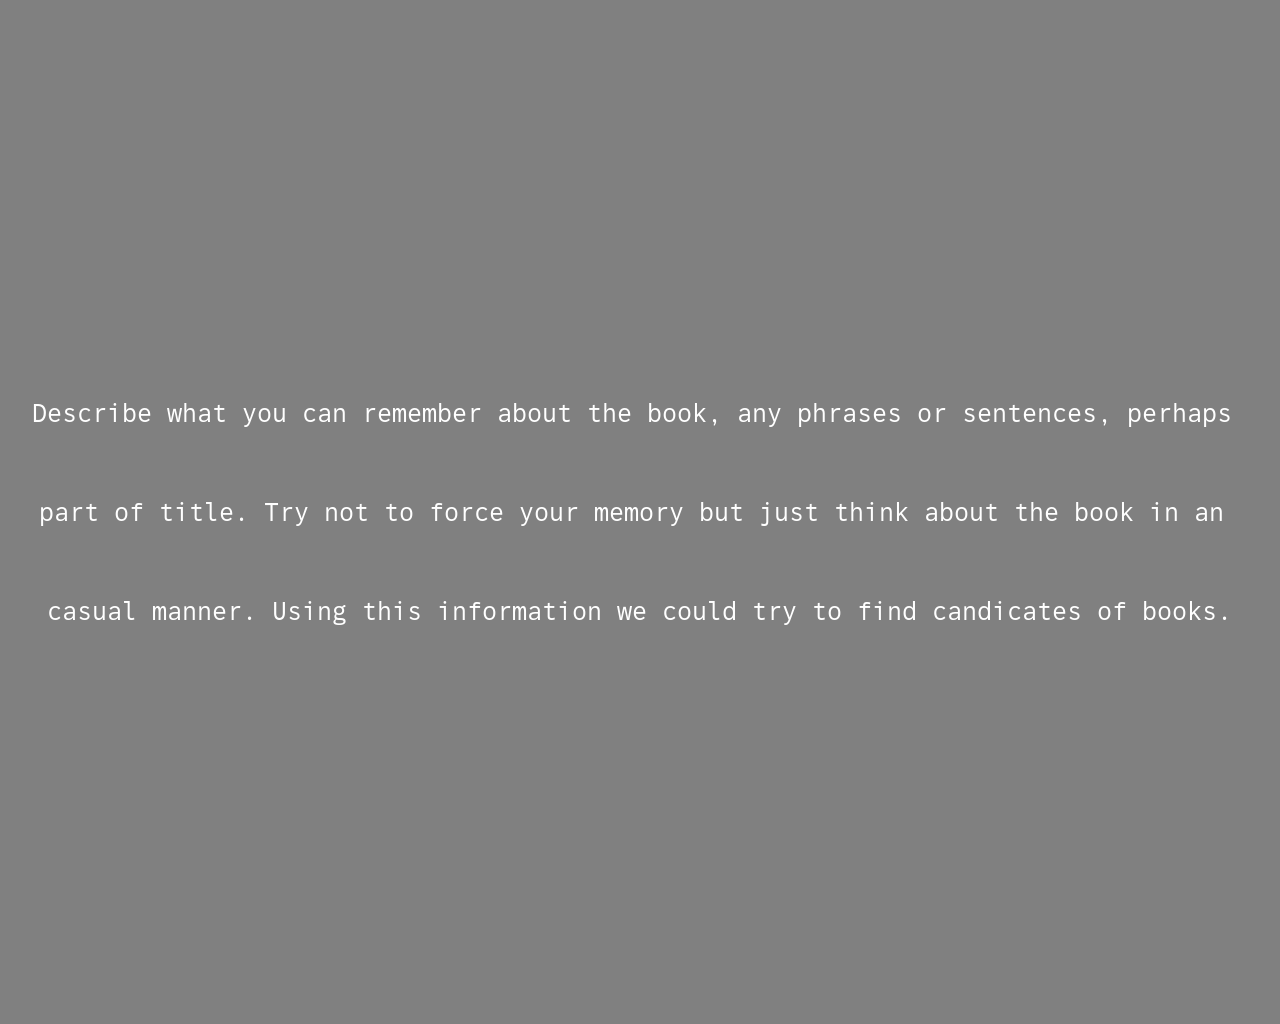 Describe what you can remember about the book, any phrases or sentences, perhaps
part of title. Try not to force your memory but just think about the book in an
casual manner. Using this information we could try to find candicates of books.